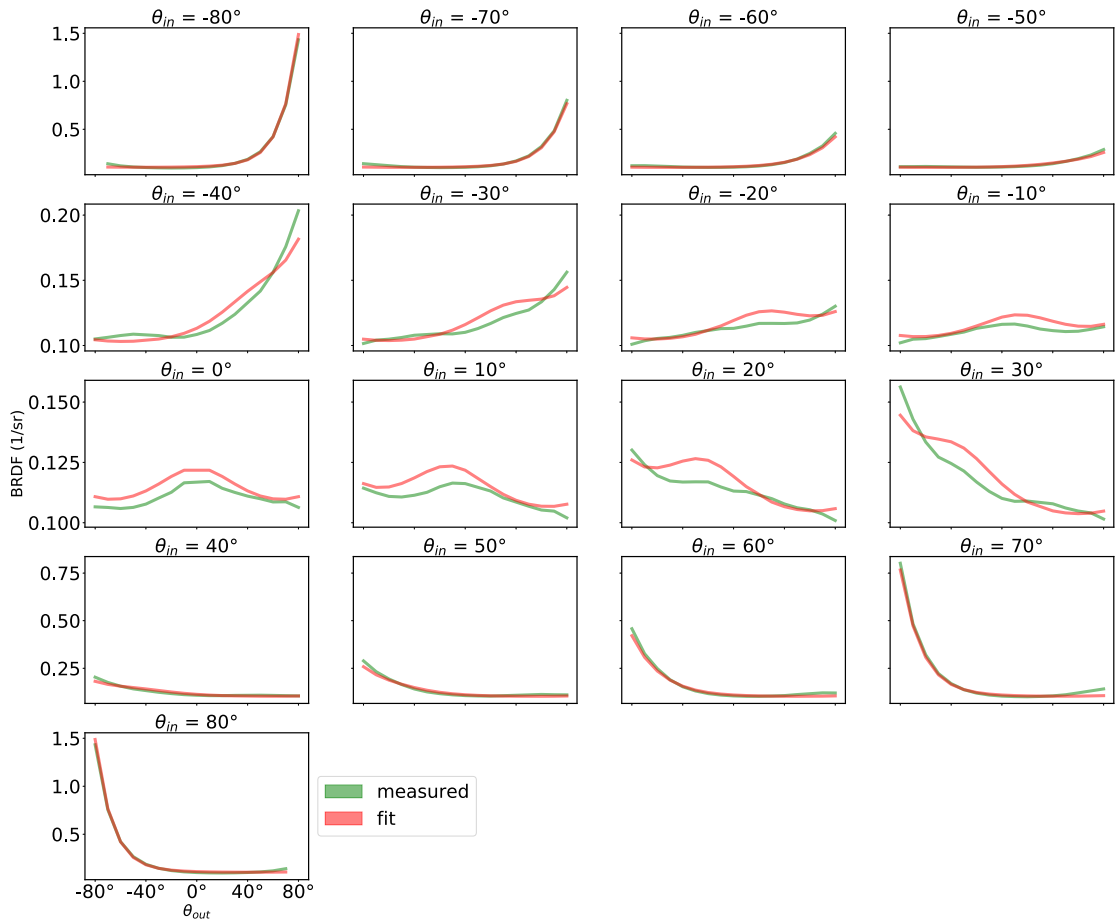 θin = -80° θin = -70° θin = -60° θin = -50°
1.5
1.0
0.5
θin = -40° θin = -30° θin = -20° θin = -10°
0.20
0.15
0.10
θin = 0° θin = 10° θin = 20° θin = 30°
0.150
0.125
0.100
BRDF (1/sr)
θin = 40° θin = 50° θin = 60° θin = 70°
0.75
0.50
0.25
θin = 80°
1.5
1.0
0.5
measured
fit
-80° -40° 0° 40° 80°
θout